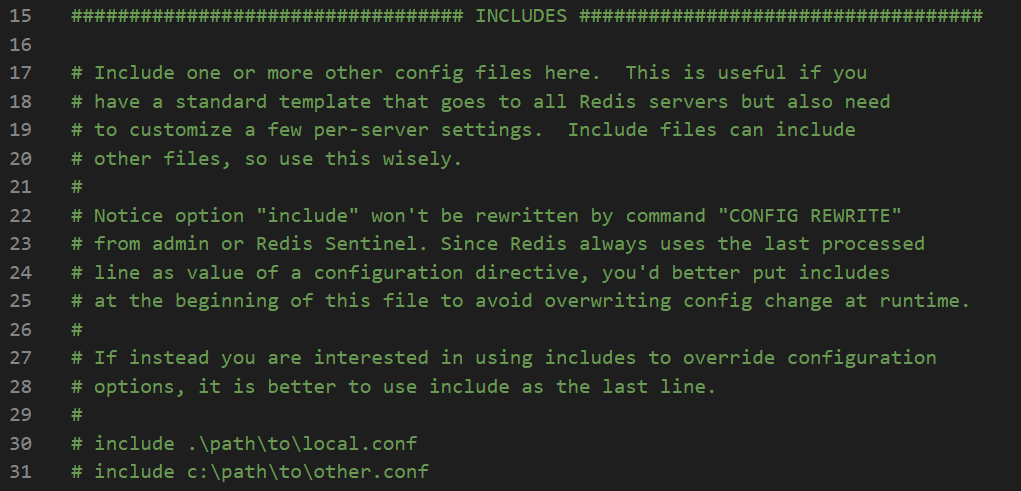 15 ################################## INCLUDES ###################################
16
17 # Include one or more other config files here.  This is useful if you
18 # have a standard template that goes to all Redis servers but also need
19 # to customize a few per-server settings.  Include files can include
20 # other files, so use this wisely.
21 #
22 # Notice option "include" won't be rewritten by command "CONFIG REWRITE"
23 # from admin or Redis Sentinel. Since Redis always uses the last processed
24 # line as value of a configuration directive, you'd better put includes
25 # at the beginning of this file to avoid overwriting config change at runtime.
26 #
27 # If instead you are interested in using includes to override configuration
28 # options, it is better to use include as the last line.
29 #
30 # include .\path\to\local.conf
31 # include c:\path\to\other.conf